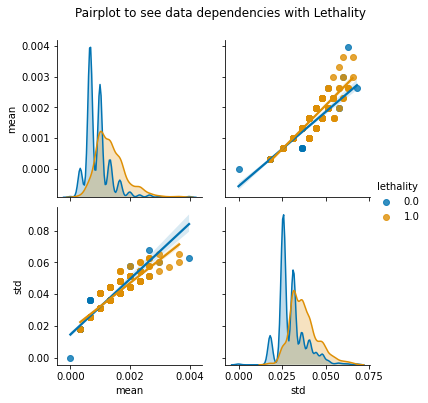 Pairplot to see data dependencies with Lethality
0.004
0.003
0.002
0.001
0.000
mean
lethality
0.0
1.0
0.08
0.06
0.04
0.02
0.00
std
0.000 0.002 0.004
mean
0.000 0.025 0.050 0.075
std